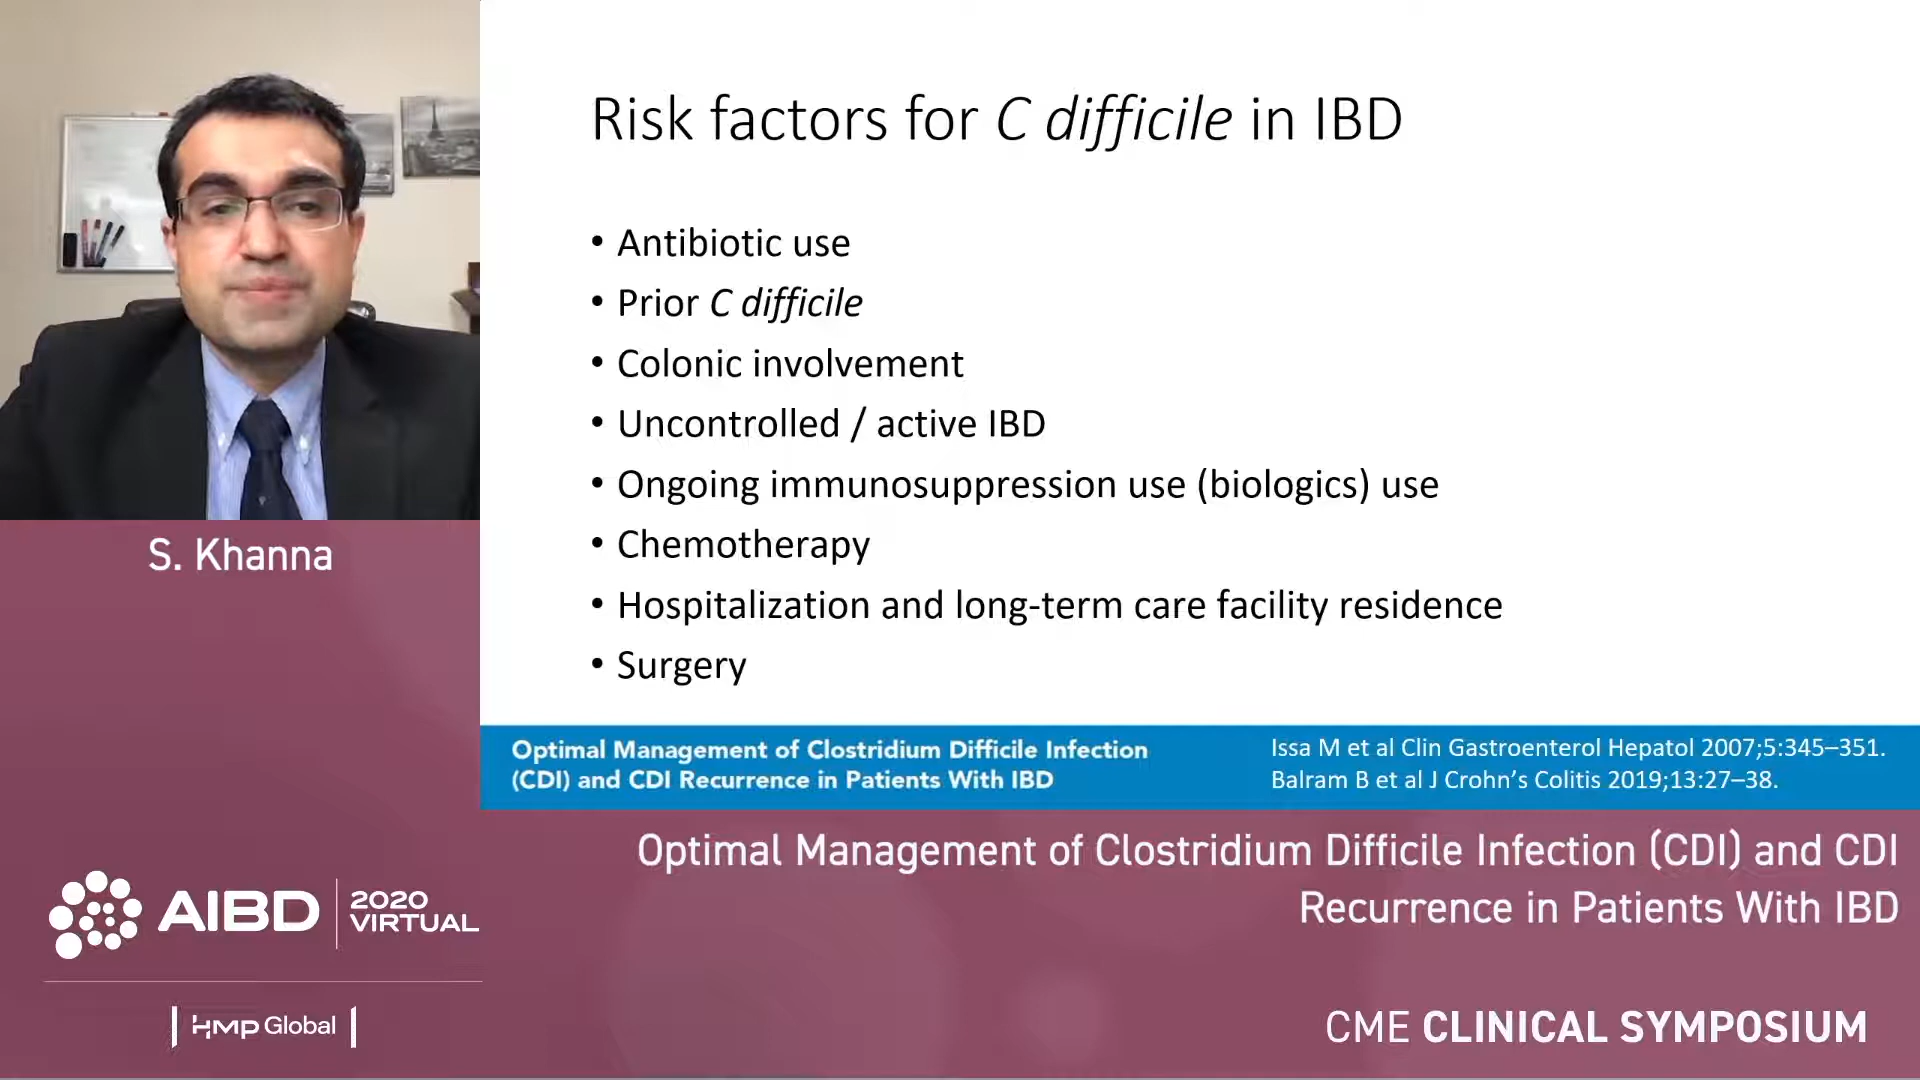 Risk factors for C difficile in IBD
• Antibiotic use
• Prior C difficile
• Colonic involvement
• Uncontrolled / active IBD
• Ongoing immunosuppression use (biologics) use
• Chemotherapy
• Hospitalization and long-term care facility residence
• Surgery
S. Khanna
Optimal Management of Clostridium Difficile Infection
(CDI) and CDI Recurrence in Patients With IBD
Issa M et al Clin Gastroenterol Hepatol 2007;5:345–351.
Balram B et al J Crohn's Colitis 2019;13:27–38.
Optimal Management of Clostridium Difficile Infection (CDI) and CDI
Recurrence in Patients With IBD
AIBD
2020
VIRTUAL
HMP Global
CME CLINICAL SYMPOSIUM